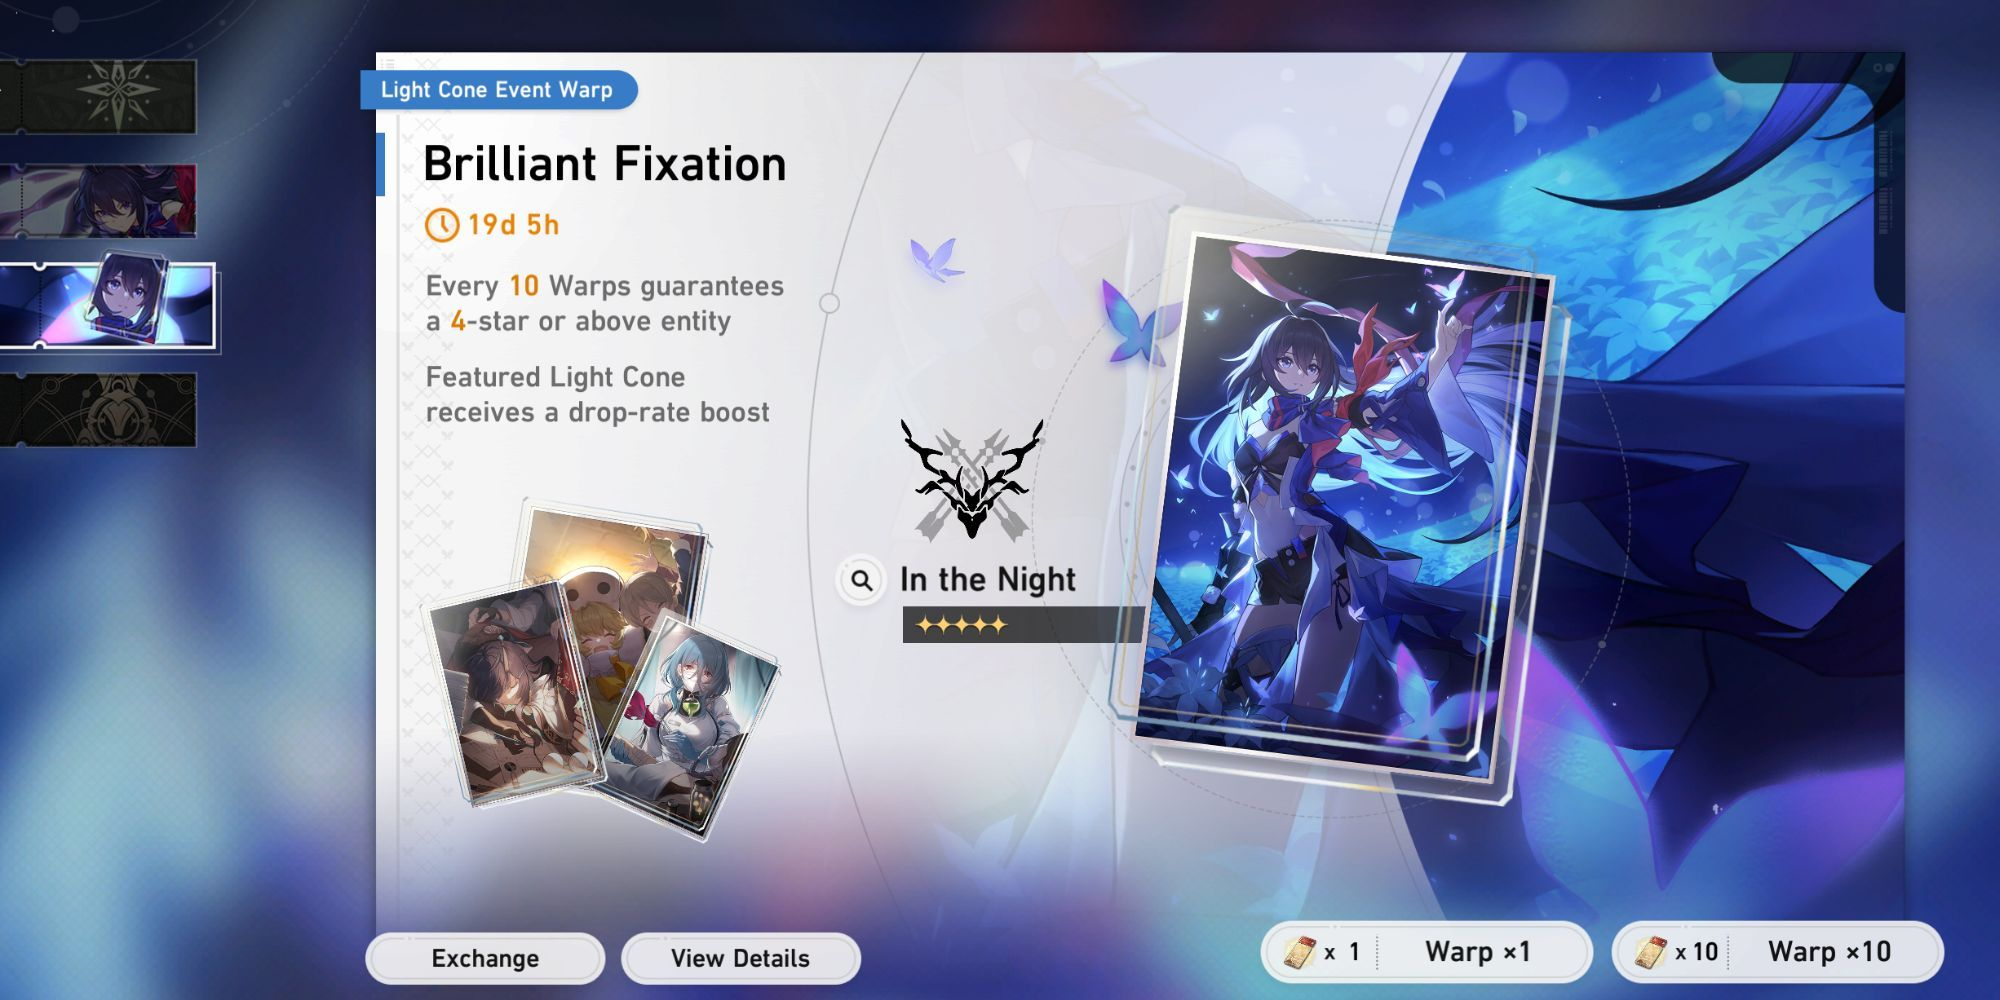 Light Cone Event Warp
Brilliant Fixation
19d 5h
Every 10 Warps guarantees
a 4-star or above entity
Featured Light Cone
receives a drop-rate boost
In the Night
Exchange
View Details
x 1
Warp ×1
x 10
Warp ×10